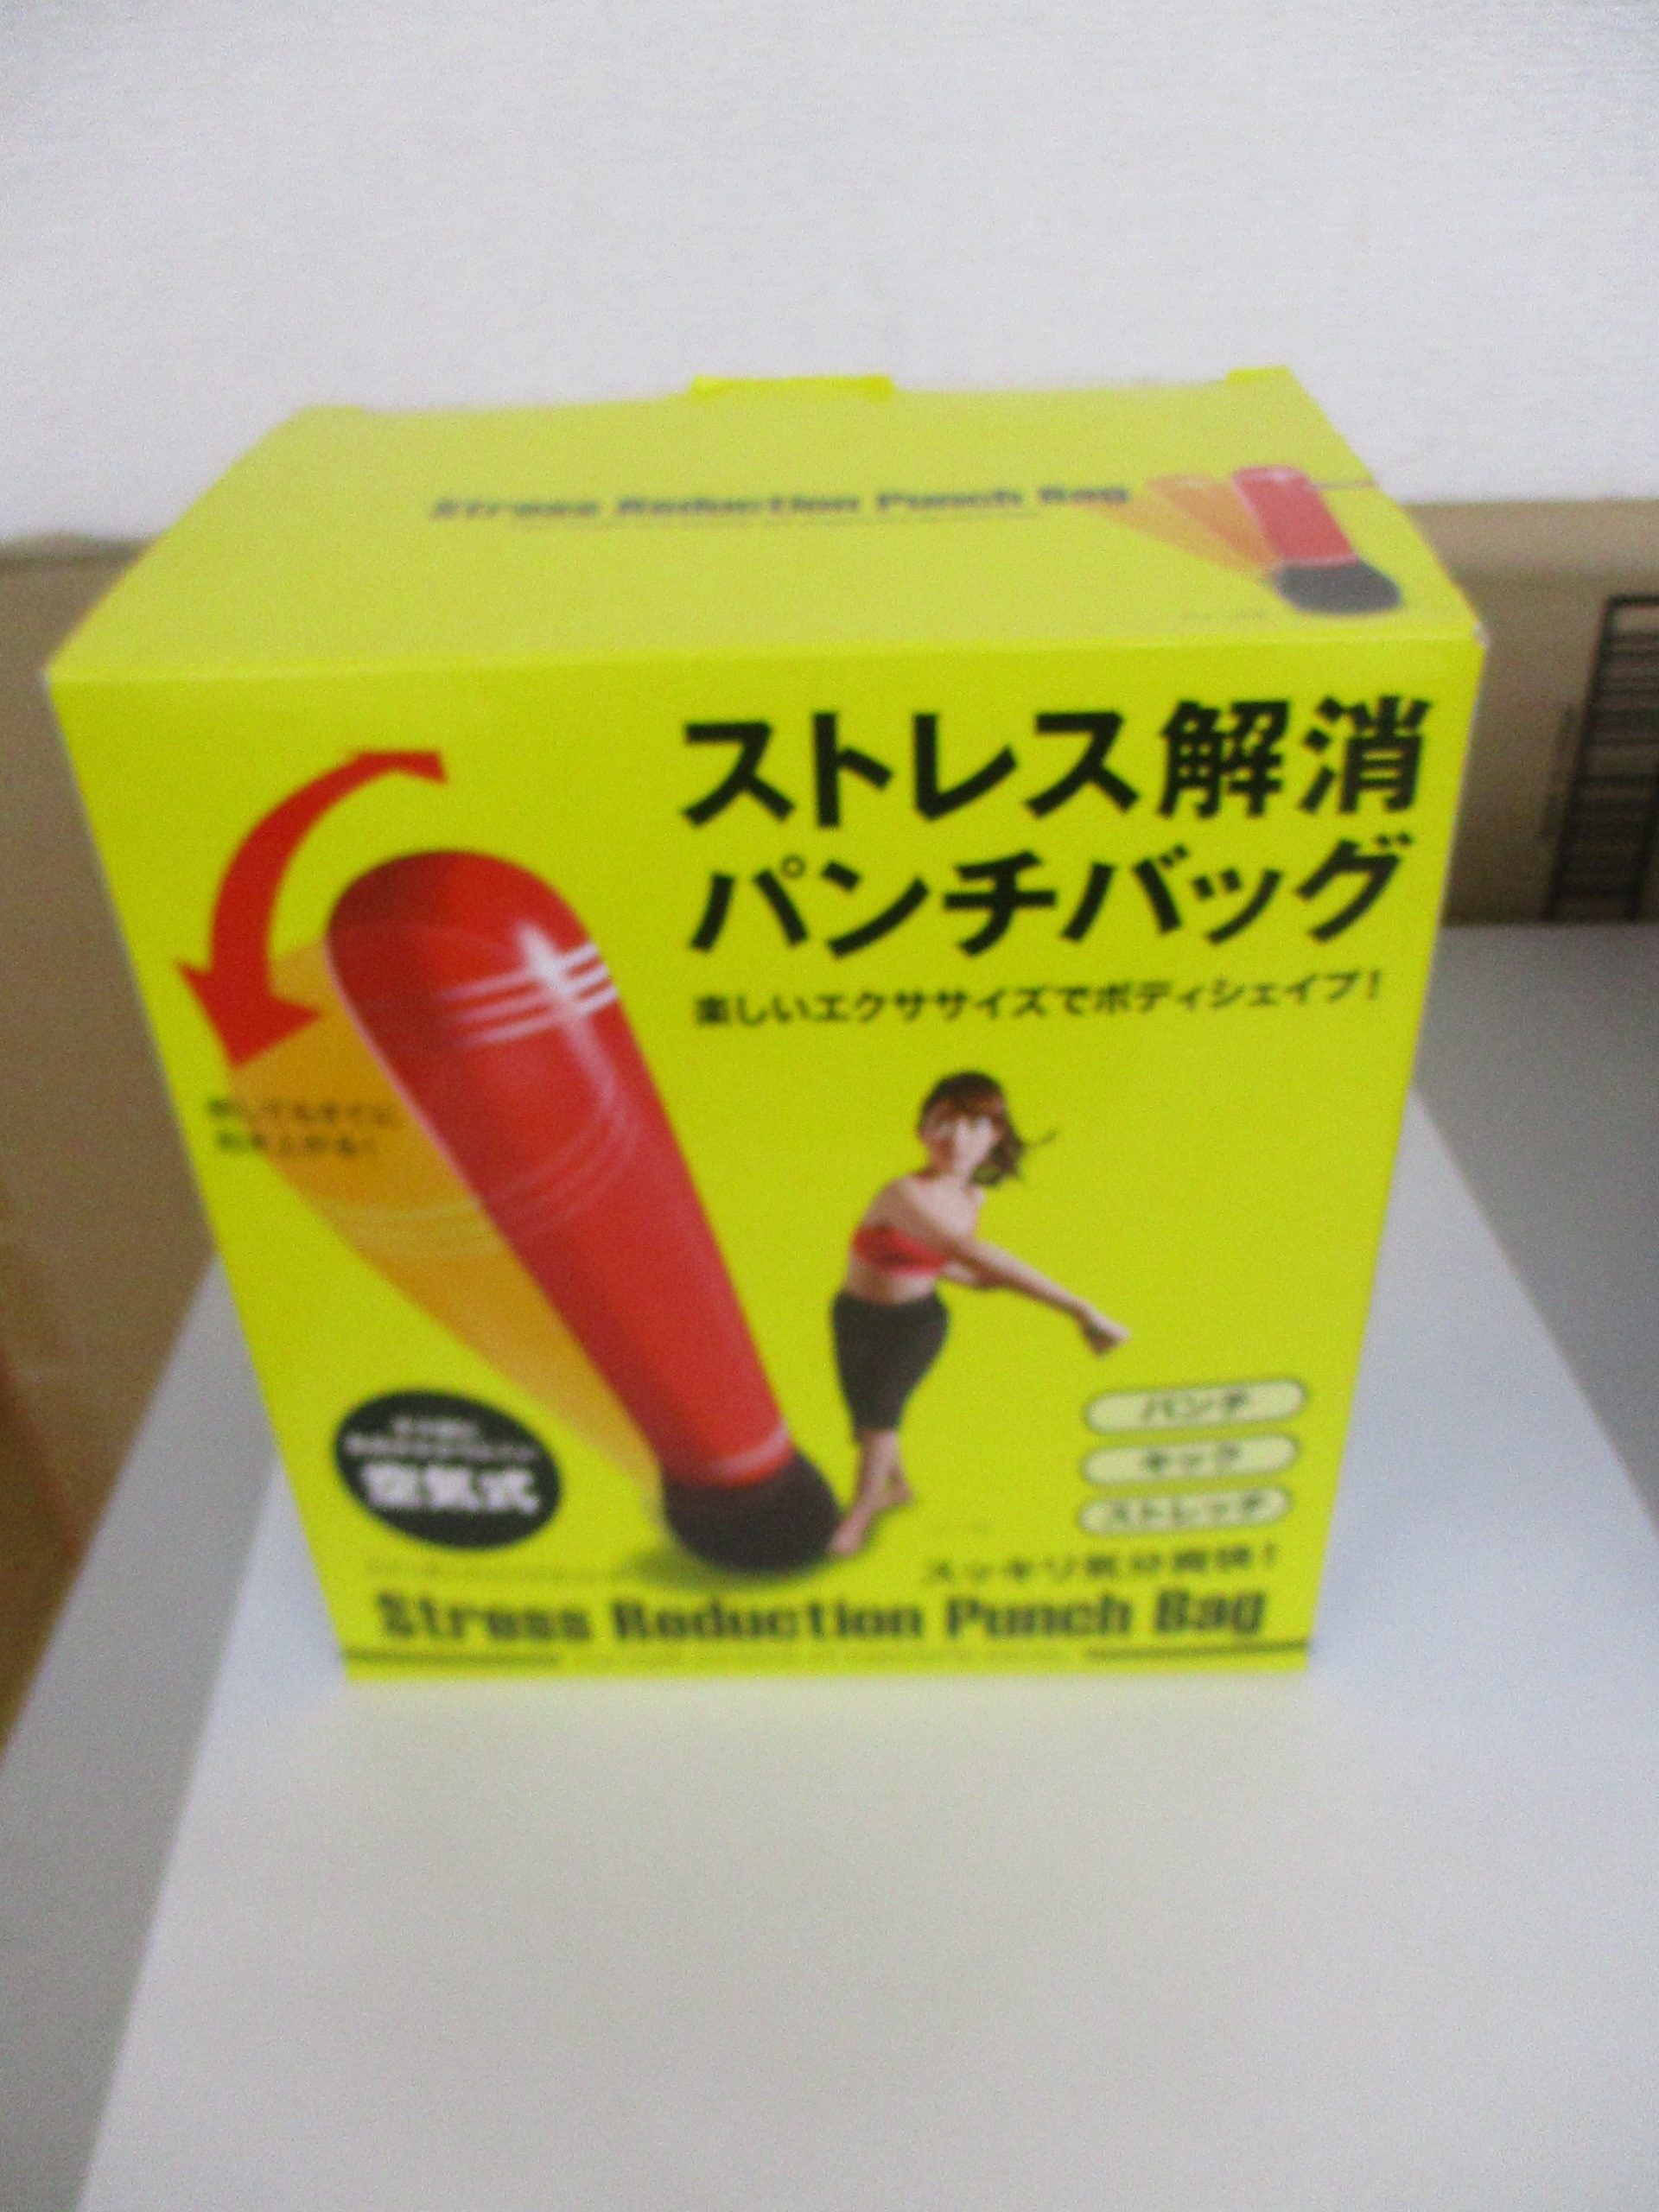 Stress Reduction Punch Bag
ストレス解消
パンチバッグ
楽しいエクササイズでボディシェイプ!
空気式
パンチ
キック
ストレッチ
スッキリ気分爽快!
Stress Reduction Punch Bag